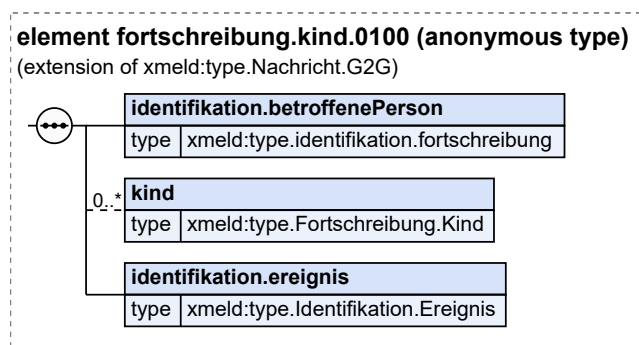 element fortschreibung.kind.0100 (anonymous type)
(extension of xmeld:type.Nachricht.G2G)
identifikation.betroffenePerson
type xmeld:type.identifikation.fortschreibung
0..* kind
type xmeld:type.Fortschreibung.Kind
identifikation.ereignis
type xmeld:type.Identifikation.Ereignis